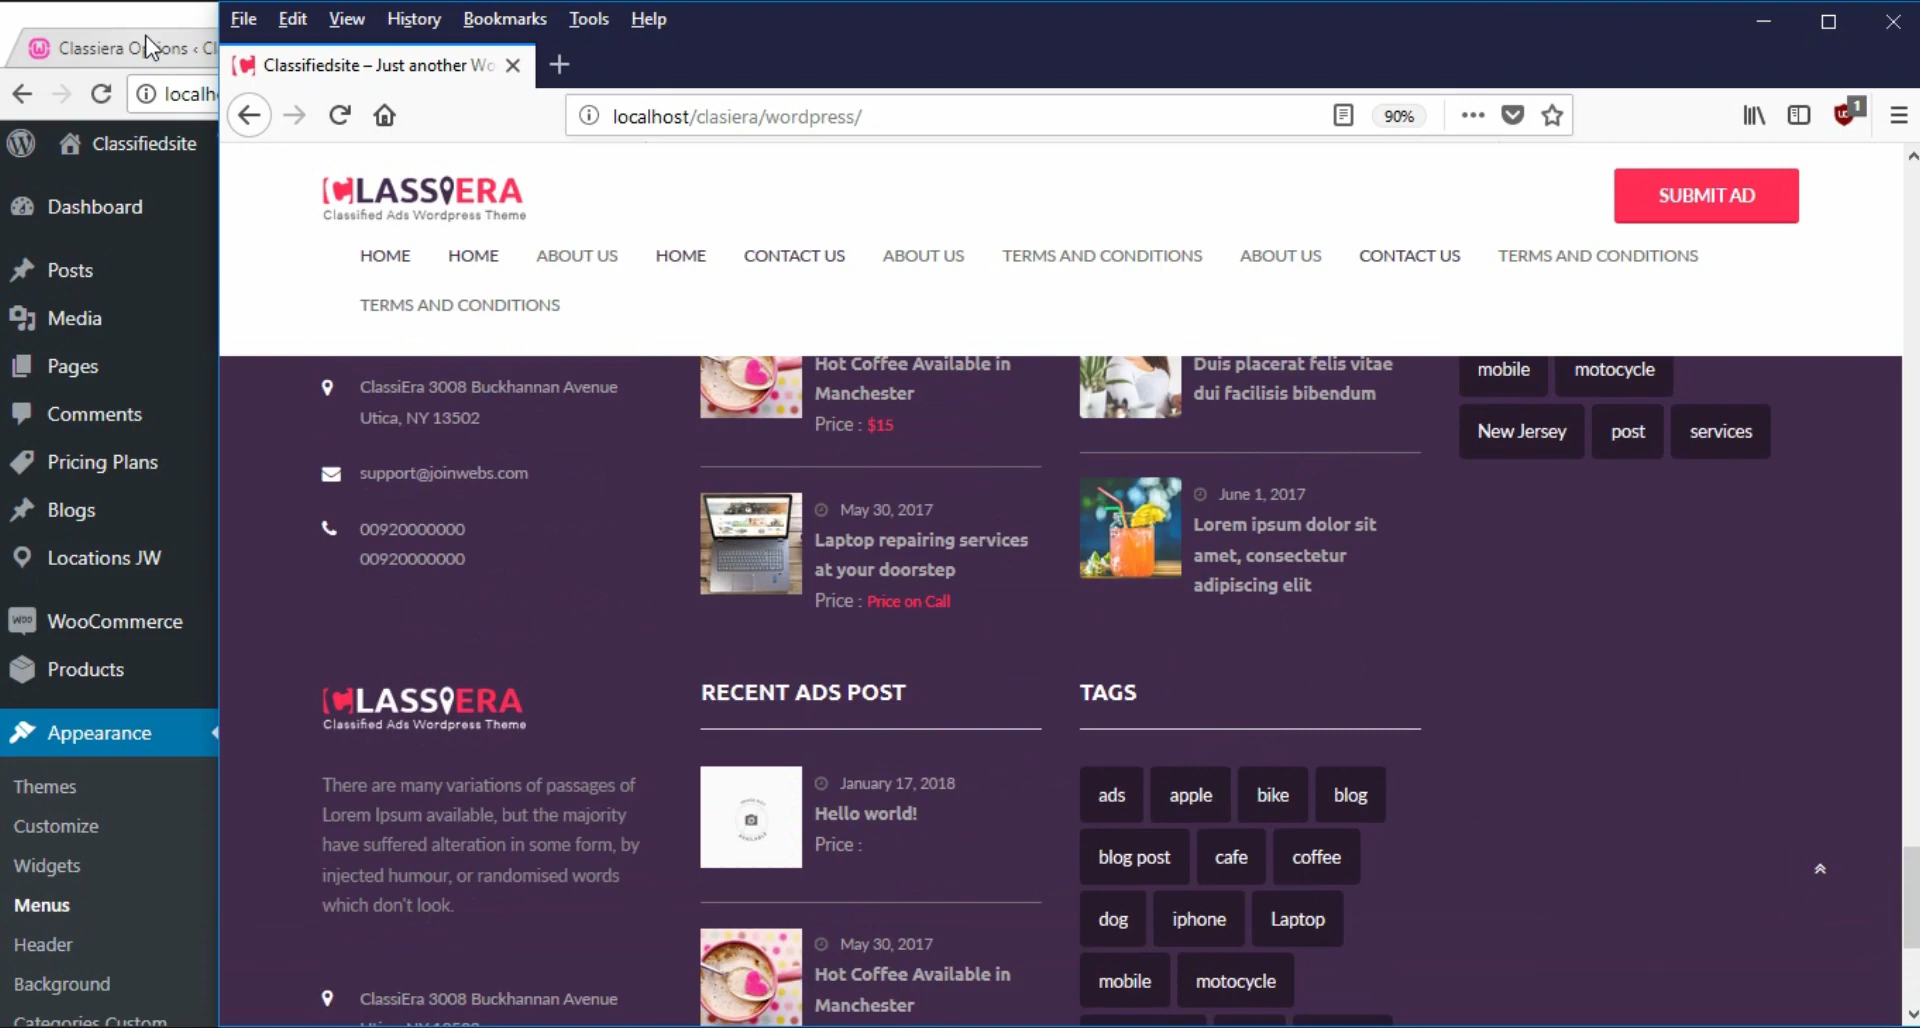 File Edit View History Bookmarks Tools Help
Classiera Options ‹ Cl
Classifiedsite – Just another Wo
localh
localhost/clasiera/wordpress/
90%
1
Classifiedsite
Dashboard
Posts
Media
Pages
Comments
Pricing Plans
Blogs
Locations JW
WooCommerce
Products
Appearance
Themes
Customize
Widgets
Menus
Header
Background
Categories Custom
CLASSIERA
Classified Ads Wordpress Theme
SUBMIT AD
HOME HOME ABOUT US HOME CONTACT US ABOUT US TERMS AND CONDITIONS ABOUT US CONTACT US TERMS AND CONDITIONS
TERMS AND CONDITIONS
ClassiEra 3008 Buckhannan Avenue
Utica, NY 13502
support@joinwebs.com
00920000000
00920000000
Hot Coffee Available in
Manchester
Price : $15
May 30, 2017
Laptop repairing services
at your doorstep
Price : Price on Call
Duis placerat felis vitae
dui facilisis bibendum
June 1, 2017
Lorem ipsum dolor sit
amet, consectetur
adipiscing elit
mobile motocycle
New Jersey post services
CLASSIERA
Classified Ads Wordpress Theme
There are many variations of passages of
Lorem Ipsum available, but the majority
have suffered alteration in some form, by
injected humour, or randomised words
which don't look.
ClassiEra 3008 Buckhannan Avenue
Utica, NY 13502
RECENT ADS POST
January 17, 2018
Hello world!
Price :
May 30, 2017
Hot Coffee Available in
Manchester
TAGS
ads apple bike blog
blog post cafe coffee
dog iphone Laptop
mobile motocycle